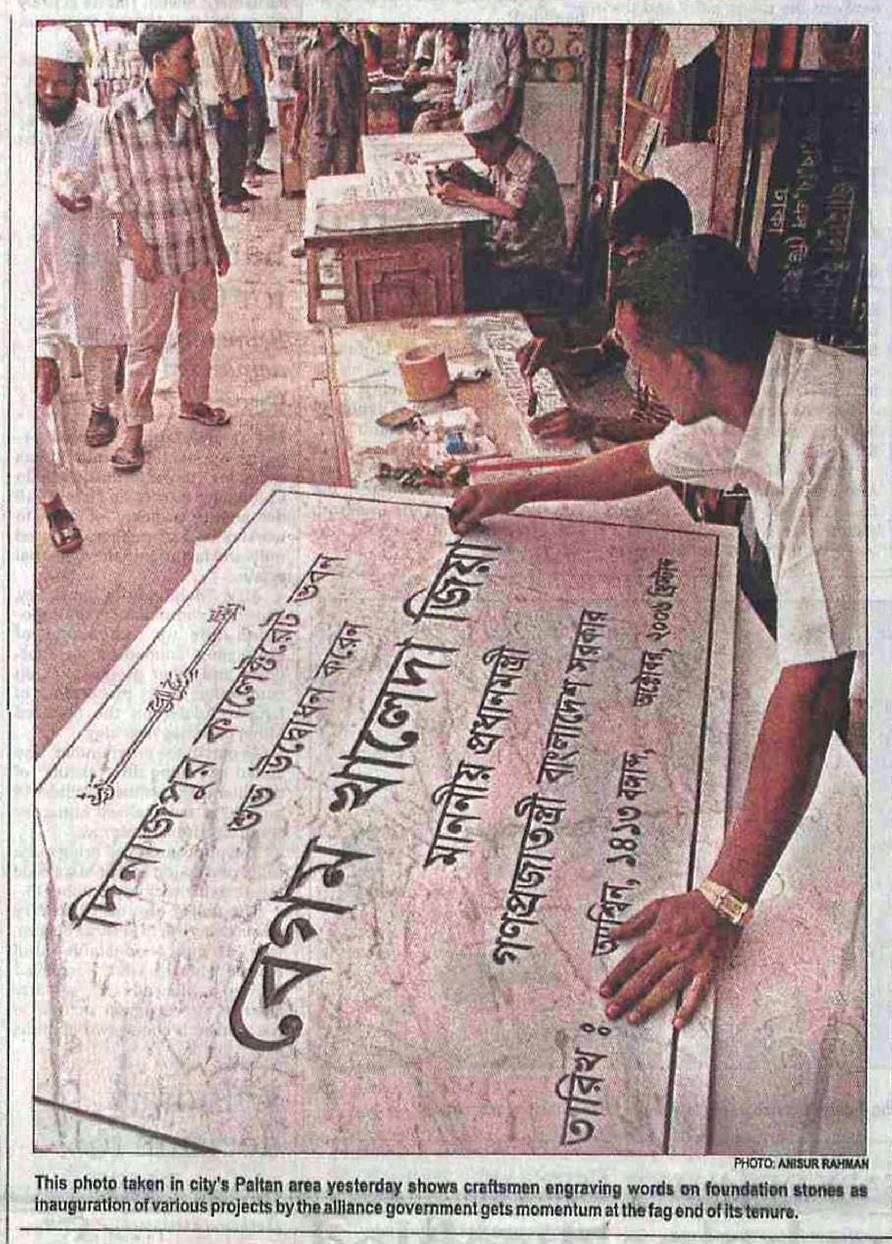 দিনাজপুর কালেক্টরেট ভবন
শুভ উদ্বোধন করেন
বেগম খালেদা জিয়া
মাননীয় প্রধানমন্ত্রী
গণপ্রজাতন্ত্রী বাংলাদেশ সরকার
তারিখ : আশ্বিন, ১৪১৩ বঙ্গাব্দ, অক্টোবর, ২০০৬ খ্রিস্টাব্দ
PHOTO: ANISUR RAHMAN
This photo taken in city's Paltan area yesterday shows craftsmen engraving words on foundation stones as
inauguration of various projects by the alliance government gets momentum at the fag end of its tenure.